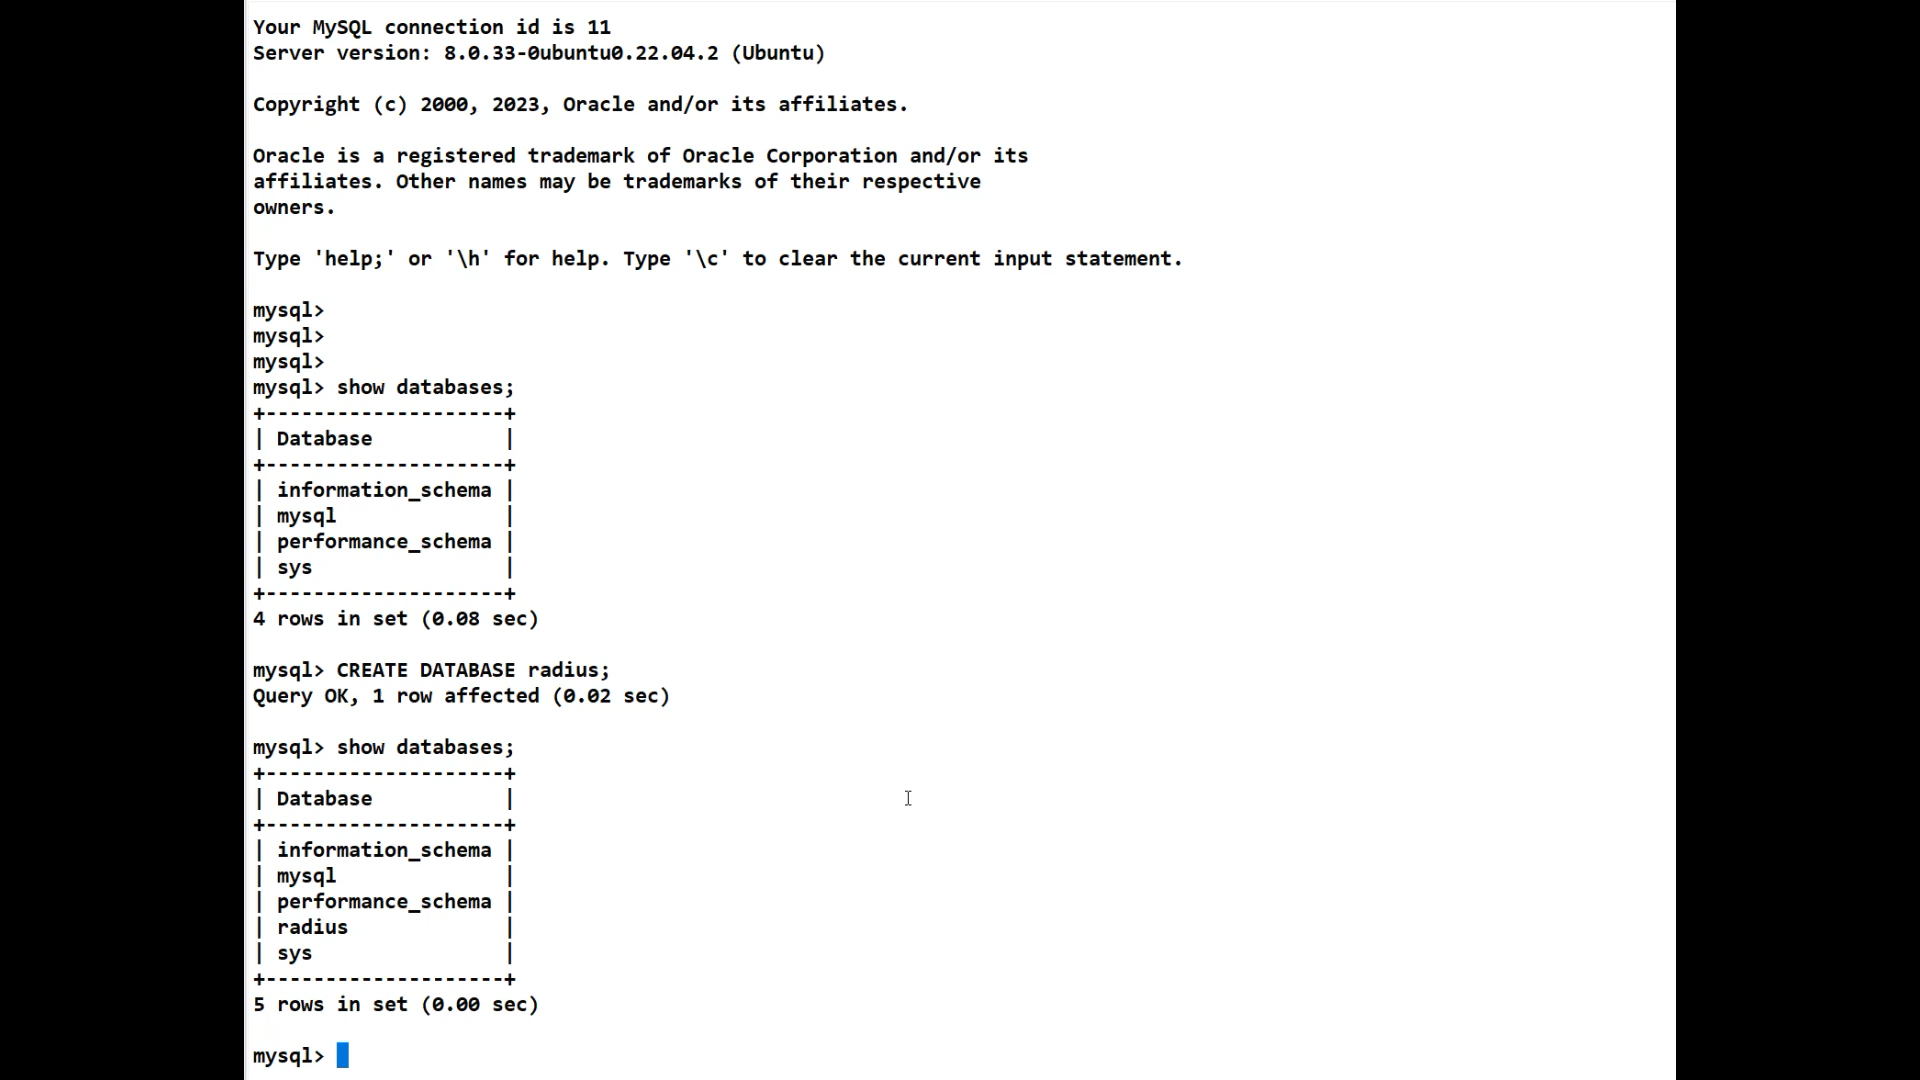 Your MySQL connection id is 11
Server version: 8.0.33-0ubuntu0.22.04.2 (Ubuntu)
Copyright (c) 2000, 2023, Oracle and/or its affiliates.
Oracle is a registered trademark of Oracle Corporation and/or its
affiliates. Other names may be trademarks of their respective
owners.
Type 'help;' or '\h' for help. Type '\c' to clear the current input statement.
mysql>
mysql>
mysql>
mysql> show databases;
+--------------------+
| Database           |
+--------------------+
| information_schema |
| mysql              |
| performance_schema |
| sys                |
+--------------------+
4 rows in set (0.08 sec)
mysql> CREATE DATABASE radius;
Query OK, 1 row affected (0.02 sec)
mysql> show databases;
+--------------------+
| Database           |
+--------------------+
| information_schema |
| mysql              |
| performance_schema |
| radius             |
| sys                |
+--------------------+
5 rows in set (0.00 sec)
mysql>